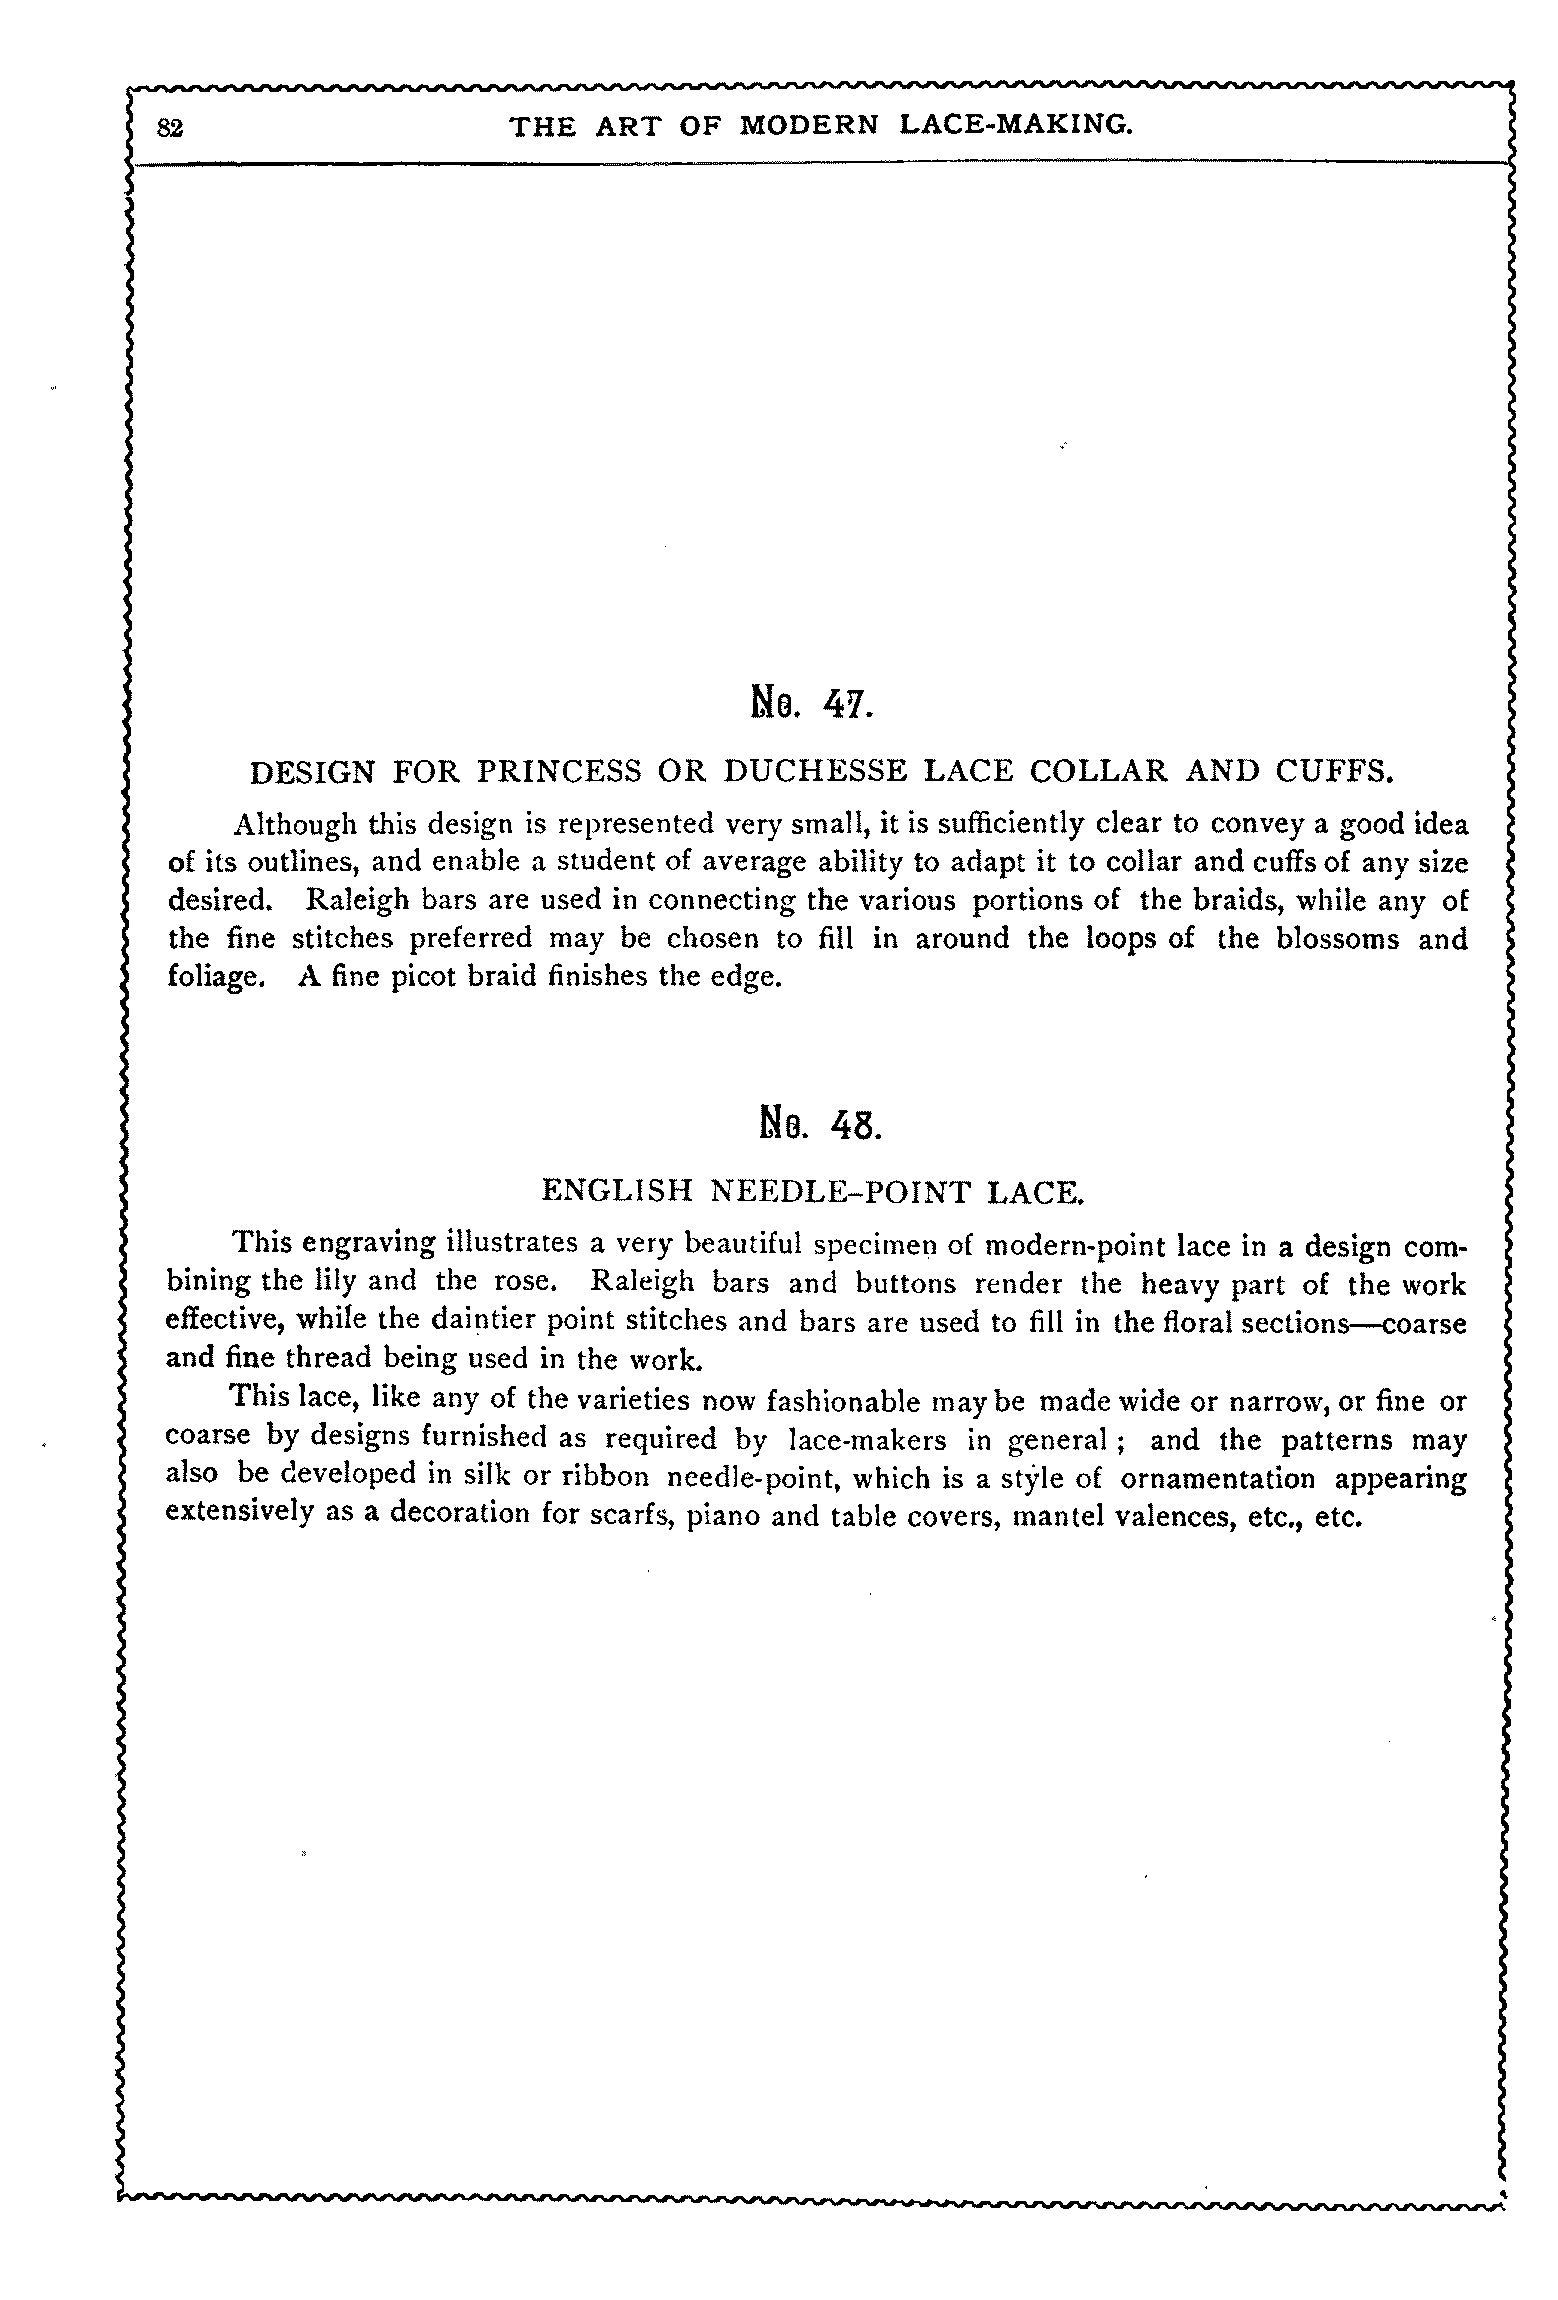 82 THE ART OF MODERN LACE-MAKING.
No. 47.
DESIGN FOR PRINCESS OR DUCHESSE LACE COLLAR AND CUFFS.
Although this design is represented very small, it is sufficiently clear to convey a good idea
of its outlines, and enable a student of average ability to adapt it to collar and cuffs of any size
desired. Raleigh bars are used in connecting the various portions of the braids, while any of
the fine stitches preferred may be chosen to fill in around the loops of the blossoms and
foliage. A fine picot braid finishes the edge.
No. 48.
ENGLISH NEEDLE-POINT LACE.
This engraving illustrates a very beautiful specimen of modern-point lace in a design com-
bining the lily and the rose. Raleigh bars and buttons render the heavy part of the work
effective, while the daintier point stitches and bars are used to fill in the floral sections—coarse
and fine thread being used in the work.
This lace, like any of the varieties now fashionable may be made wide or narrow, or fine or
coarse by designs furnished as required by lace-makers in general ; and the patterns may
also be developed in silk or ribbon needle-point, which is a style of ornamentation appearing
extensively as a decoration for scarfs, piano and table covers, mantel valences, etc., etc.